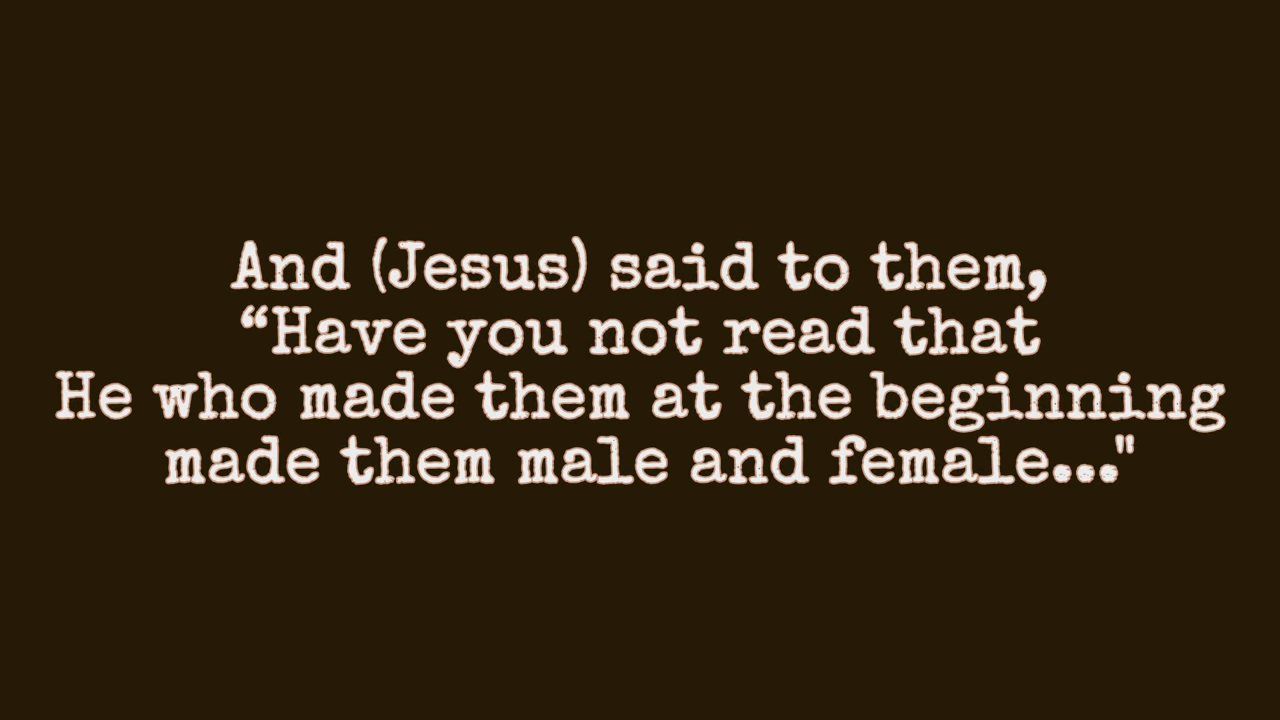 And (Jesus) said to them,
“Have you not read that
He who made them at the beginning
made them male and female..."